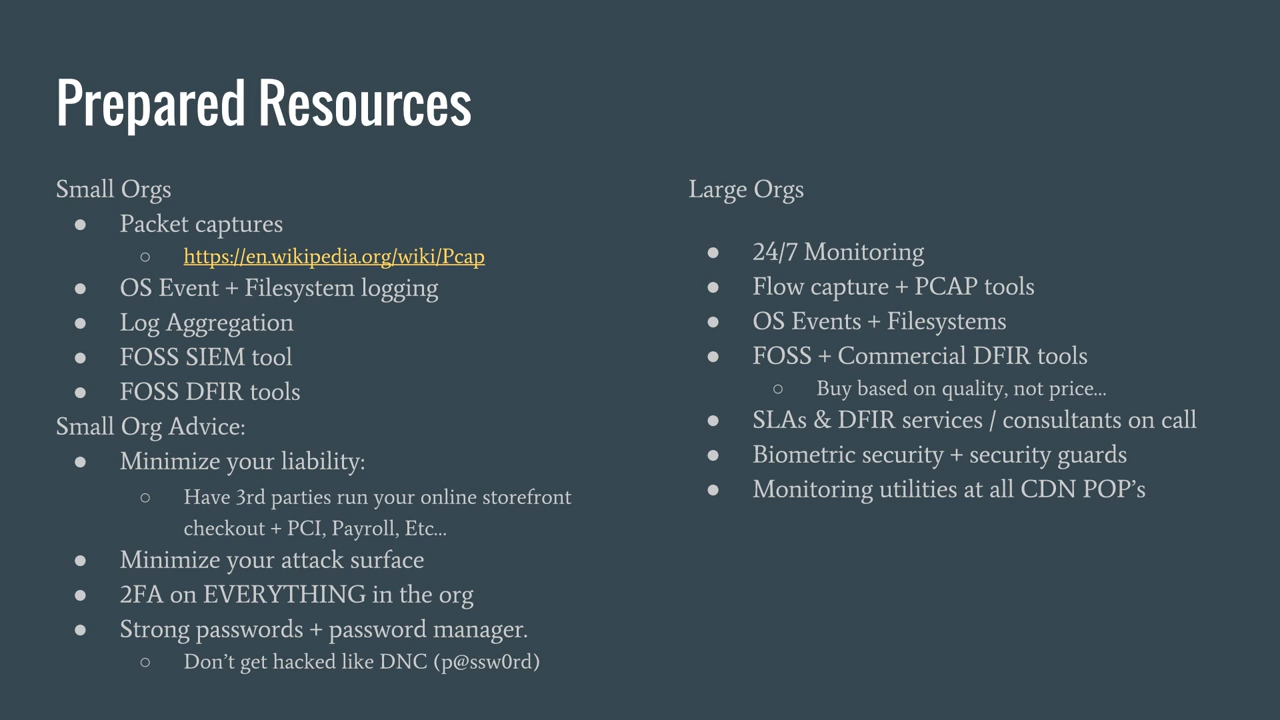 Prepared Resources
Small Orgs
● Packet captures
○ https://en.wikipedia.org/wiki/Pcap
● OS Event + Filesystem logging
● Log Aggregation
● FOSS SIEM tool
● FOSS DFIR tools
Small Org Advice:
● Minimize your liability:
○ Have 3rd parties run your online storefront
checkout + PCI, Payroll, Etc...
● Minimize your attack surface
● 2FA on EVERYTHING in the org
● Strong passwords + password manager.
○ Don’t get hacked like DNC (p@ssw0rd)
Large Orgs
● 24/7 Monitoring
● Flow capture + PCAP tools
● OS Events + Filesystems
● FOSS + Commercial DFIR tools
○ Buy based on quality, not price...
● SLAs & DFIR services / consultants on call
● Biometric security + security guards
● Monitoring utilities at all CDN POP’s